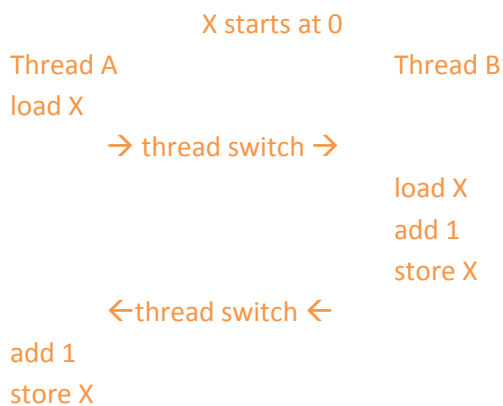 X starts at 0
Thread A Thread B
load X
→ thread switch →
load X
add 1
store X
←thread switch ←
add 1
store X